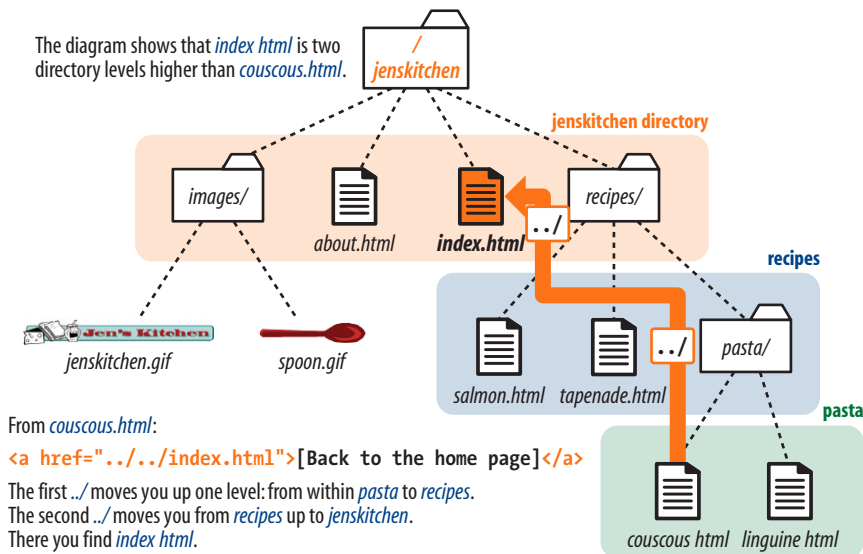 The diagram shows that index html is two
directory levels higher than couscous.html.
/
jenskitchen
jenskitchen directory
images/
about.html
index.html
../
recipes/
recipes
Jen's Kitchen
jenskitchen.gif
spoon.gif
salmon.html
tapenade.html
../
pasta/
pasta
couscous html
linguine html
From couscous.html:
<a href="../../index.html">[Back to the home page]</a>
The first ../ moves you up one level: from within pasta to recipes.
The second ../ moves you from recipes up to jenskitchen.
There you find index html.